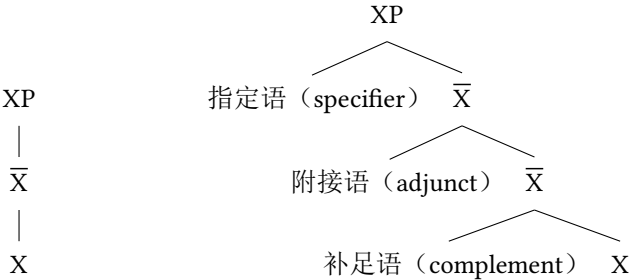 XP
XP
指定语（specifier） X̅
X̅
附接语（adjunct） X̅
X
补足语（complement） X